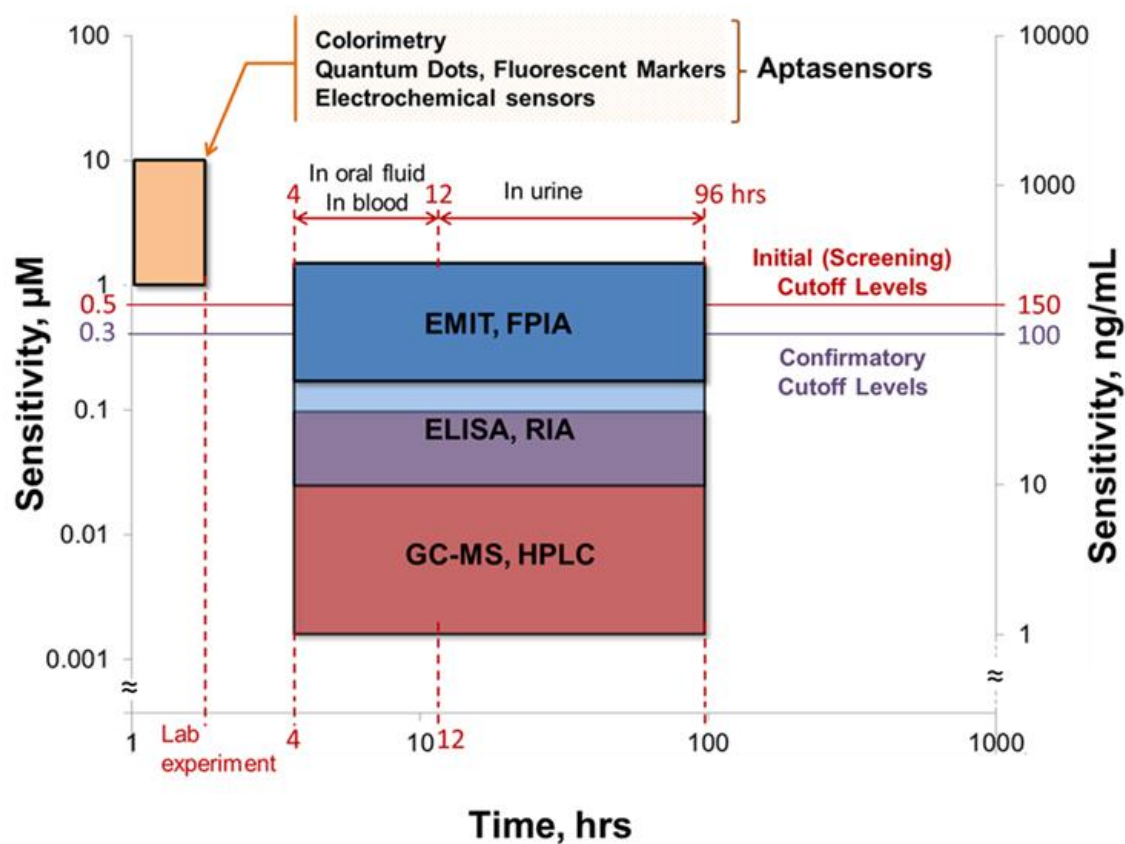 Colorimetry
Quantum Dots, Fluorescent Markers
Electrochemical sensors
Aptasensors
100
10
1
0.5
0.3
0.1
0.01
0.001
Sensitivity, µM
10000
1000
150
100
10
1
Sensitivity, ng/mL
In oral fluid
In blood
In urine
4
12
96 hrs
Initial (Screening)
Cutoff Levels
Confirmatory
Cutoff Levels
EMIT, FPIA
ELISA, RIA
GC-MS, HPLC
≈
≈
1
Lab
experiment
4
10
12
100
1000
Time, hrs